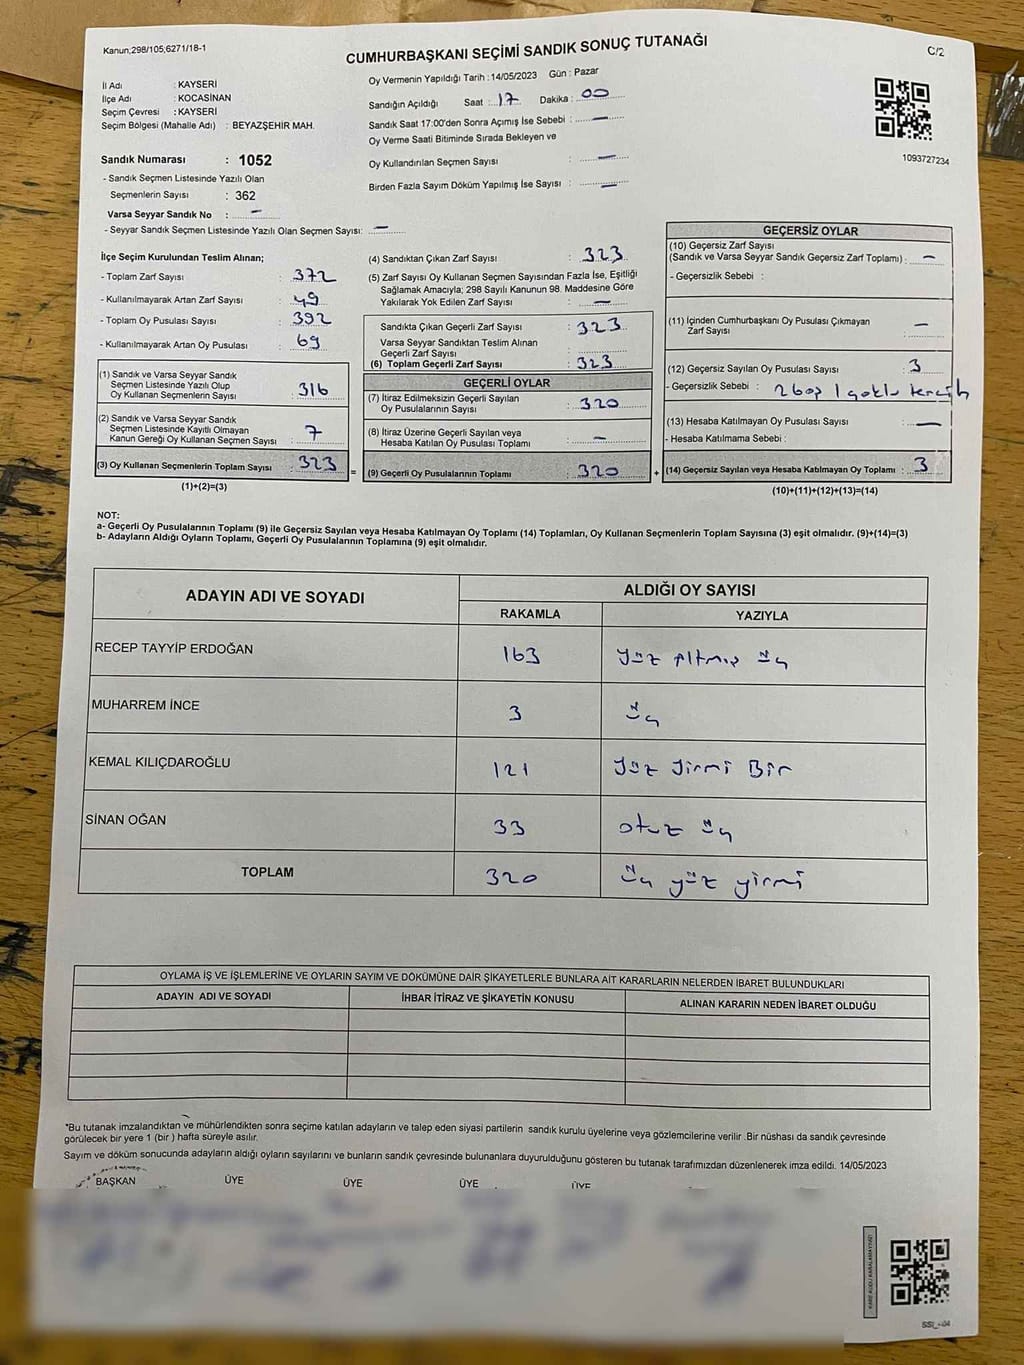 Kanun;298/105;6271/18-1
CUMHURBAŞKANI SEÇİMİ SANDIK SONUÇ TUTANAĞI
C/2
İl Adı : KAYSERİ
İlçe Adı : KOCASİNAN
Seçim Çevresi : KAYSERİ
Seçim Bölgesi (Mahalle Adı) : BEYAZŞEHİR MAH.
Sandık Numarası : 1052
- Sandık Seçmen Listesinde Yazılı Olan
Seçmenlerin Sayısı : 362
Varsa Seyyar Sandık No : -
- Seyyar Sandık Seçmen Listesinde Yazılı Olan Seçmen Sayısı: -
Oy Vermenin Yapıldığı Tarih : 14/05/2023 Gün : Pazar
Sandığın Açıldığı Saat : 17 Dakika : 00
Sandık Saat 17:00'den Sonra Açımış İse Sebebi : -
Oy Verme Saati Bitiminde Sırada Bekleyen ve
Oy Kullandırılan Seçmen Sayısı : -
Birden Fazla Sayım Döküm Yapılmış İse Sayısı : -
1093727234
İlçe Seçim Kurulundan Teslim Alınan;
- Toplam Zarf Sayısı : 372
- Kullanılmayarak Artan Zarf Sayısı : 49
- Toplam Oy Pusulası Sayısı : 392
- Kullanılmayarak Artan Oy Pusulası : 69
(1) Sandık ve Varsa Seyyar Sandık
Seçmen Listesinde Yazılı Olup
Oy Kullanan Seçmenlerin Sayısı : 316
(2) Sandık ve Varsa Seyyar Sandık
Seçmen Listesinde Kayıtlı Olmayan
Kanun Gereği Oy Kullanan Seçmen Sayısı : 7
(3) Oy Kullanan Seçmenlerin Toplam Sayısı : 323
(1)+(2)=(3)
(4) Sandıktan Çıkan Zarf Sayısı : 323
(5) Zarf Sayısı Oy Kullanan Seçmen Sayısından Fazla İse, Eşitliği
Sağlamak Amacıyla; 298 Sayılı Kanunun 98. Maddesine Göre
Yakılarak Yok Edilen Zarf Sayısı : -
Sandıkta Çıkan Geçerli Zarf Sayısı : 323
Varsa Seyyar Sandıktan Teslim Alınan
Geçerli Zarf Sayısı :
(6) Toplam Geçerli Zarf Sayısı : 323
GEÇERLİ OYLAR
(7) İtiraz Edilmeksizin Geçerli Sayılan
Oy Pusulalarının Sayısı : 320
(8) İtiraz Üzerine Geçerli Sayılan veya
Hesaba Katılan Oy Pusulası Toplamı : -
= (9) Geçerli Oy Pusulalarının Toplamı : 320
GEÇERSİZ OYLAR
(10) Geçersiz Zarf Sayısı
(Sandık ve Varsa Seyyar Sandık Geçersiz Zarf Toplamı) : -
- Geçersizlik Sebebi :
(11) İçinden Cumhurbaşkanı Oy Pusulası Çıkmayan
Zarf Sayısı -
(12) Geçersiz Sayılan Oy Pusulası Sayısı : 3
- Geçersizlik Sebebi : 2 boş 1 çoklu tercih
(13) Hesaba Katılmayan Oy Pusulası Sayısı : -
- Hesaba Katılmama Sebebi :
+ (14) Geçersiz Sayılan veya Hesaba Katılmayan Oy Toplamı : 3
(10)+(11)+(12)+(13)=(14)
NOT:
a- Geçerli Oy Pusulalarının Toplamı (9) ile Geçersiz Sayılan veya Hesaba Katılmayan Oy Toplamı (14) Toplamları, Oy Kullanan Seçmenlerin Toplam Sayısına (3) eşit olmalıdır. (9)+(14)=(3)
b- Adayların Aldığı Oyların Toplamı, Geçerli Oy Pusulalarının Toplamına (9) eşit olmalıdır.
ADAYIN ADI VE SOYADI
ALDIĞI OY SAYISI
RAKAMLA YAZIYLA
RECEP TAYYİP ERDOĞAN 163 Yüz Altmış üç
MUHARREM İNCE 3 üç
KEMAL KILIÇDAROĞLU 121 Yüz Yirmi Bir
SİNAN OĞAN 33 otuz üç
TOPLAM 320 üç yüz yirmi
OYLAMA İŞ VE İŞLEMLERİNE VE OYLARIN SAYIM VE DÖKÜMÜNE DAİR ŞİKAYETLERLE BUNLARA AİT KARARLARIN NELERDEN İBARET BULUNDUKLARI
ADAYIN ADI VE SOYADI İHBAR İTİRAZ VE ŞİKAYETİN KONUSU ALINAN KARARIN NEDEN İBARET OLDUĞU
*Bu tutanak imzalandıktan ve mühürlendikten sonra seçime katılan adayların ve talep eden siyasi partilerin sandık kurulu üyelerine veya gözlemcilerine verilir .Bir nüshası da sandık çevresinde
görülecek bir yere 1 (bir ) hafta süreyle asılır.
Sayım ve döküm sonucunda adayların aldığı oyların sayılarını ve bunların sandık çevresinde bulunanlara duyurulduğunu gösteren bu tutanak tarafımızdan düzenlenerek imza edildi. 14/05/2023
BAŞKAN ÜYE ÜYE ÜYE ÜYE